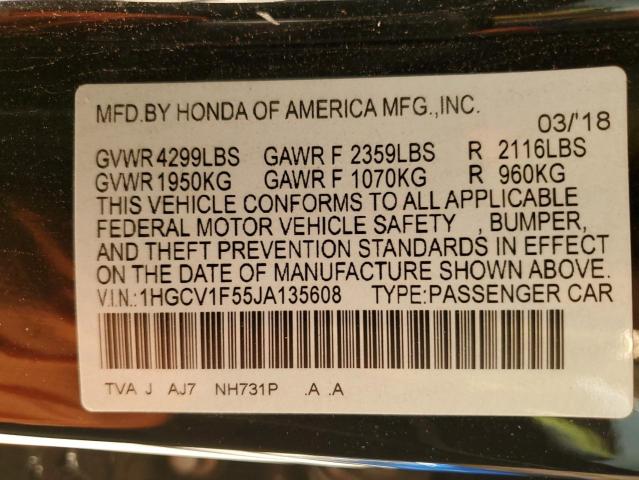 MFD.BY HONDA OF AMERICA MFG.,INC.
03/'18
GVWR 4299LBS GAWR F 2359LBS R 2116LBS
GVWR 1950KG GAWR F 1070KG R 960KG
THIS VEHICLE CONFORMS TO ALL APPLICABLE
FEDERAL MOTOR VEHICLE SAFETY , BUMPER,
AND THEFT PREVENTION STANDARDS IN EFFECT
ON THE DATE OF MANUFACTURE SHOWN ABOVE.
V.I.N.:1HGCV1F55JA135608 TYPE:PASSENGER CAR
TVA J AJ7 NH731P .A .A